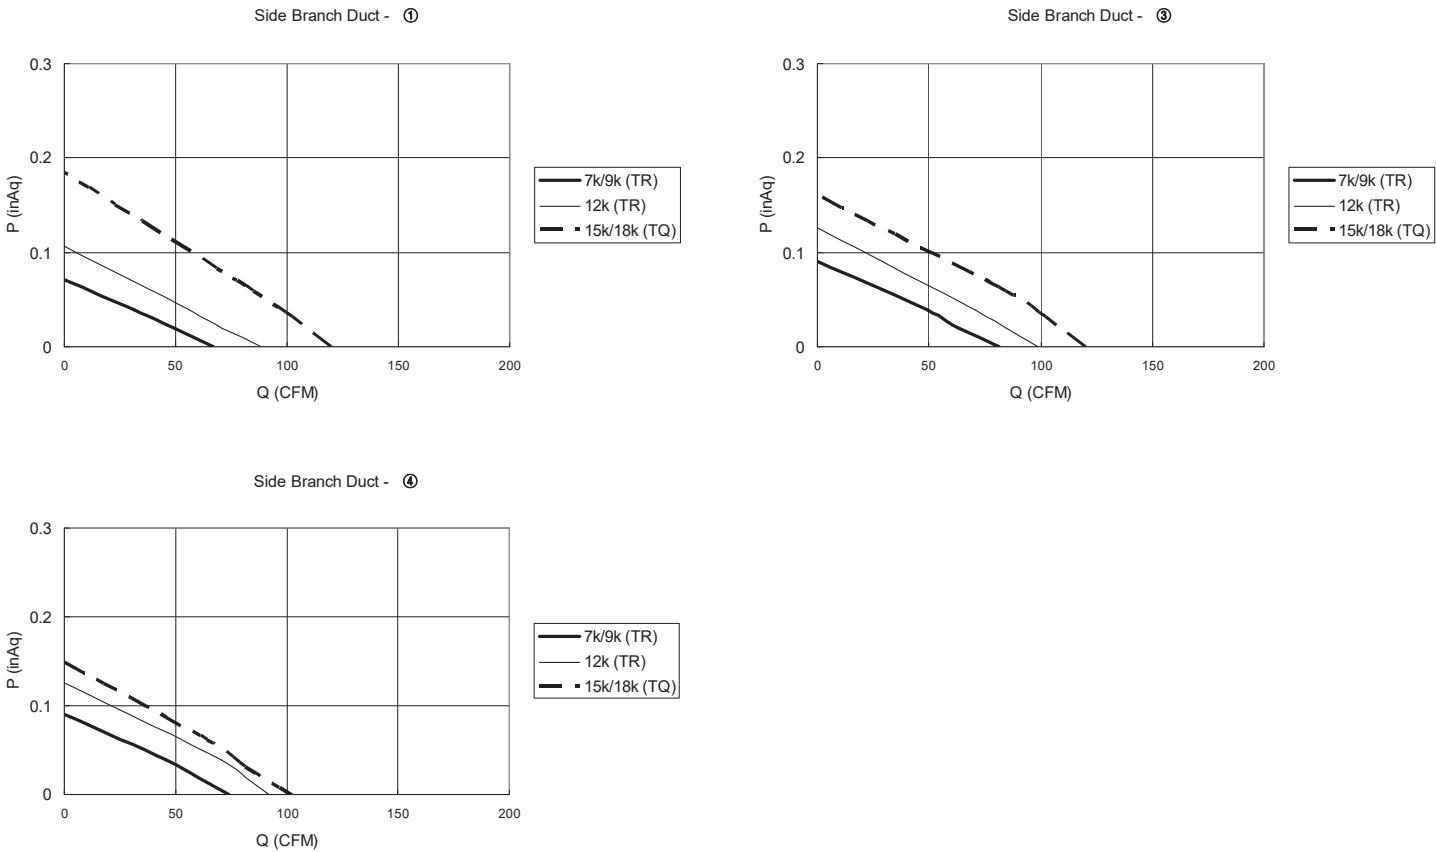 Side Branch Duct - ①
0.3
0.2
0.1
0
P (inAq)
0 50 100 150 200
Q (CFM)
7k/9k (TR)
12k (TR)
15k/18k (TQ)
Side Branch Duct - ③
0.3
0.2
0.1
0
P (inAq)
0 50 100 150 200
Q (CFM)
7k/9k (TR)
12k (TR)
15k/18k (TQ)
Side Branch Duct - ④
0.3
0.2
0.1
0
P (inAq)
0 50 100 150 200
Q (CFM)
7k/9k (TR)
12k (TR)
15k/18k (TQ)